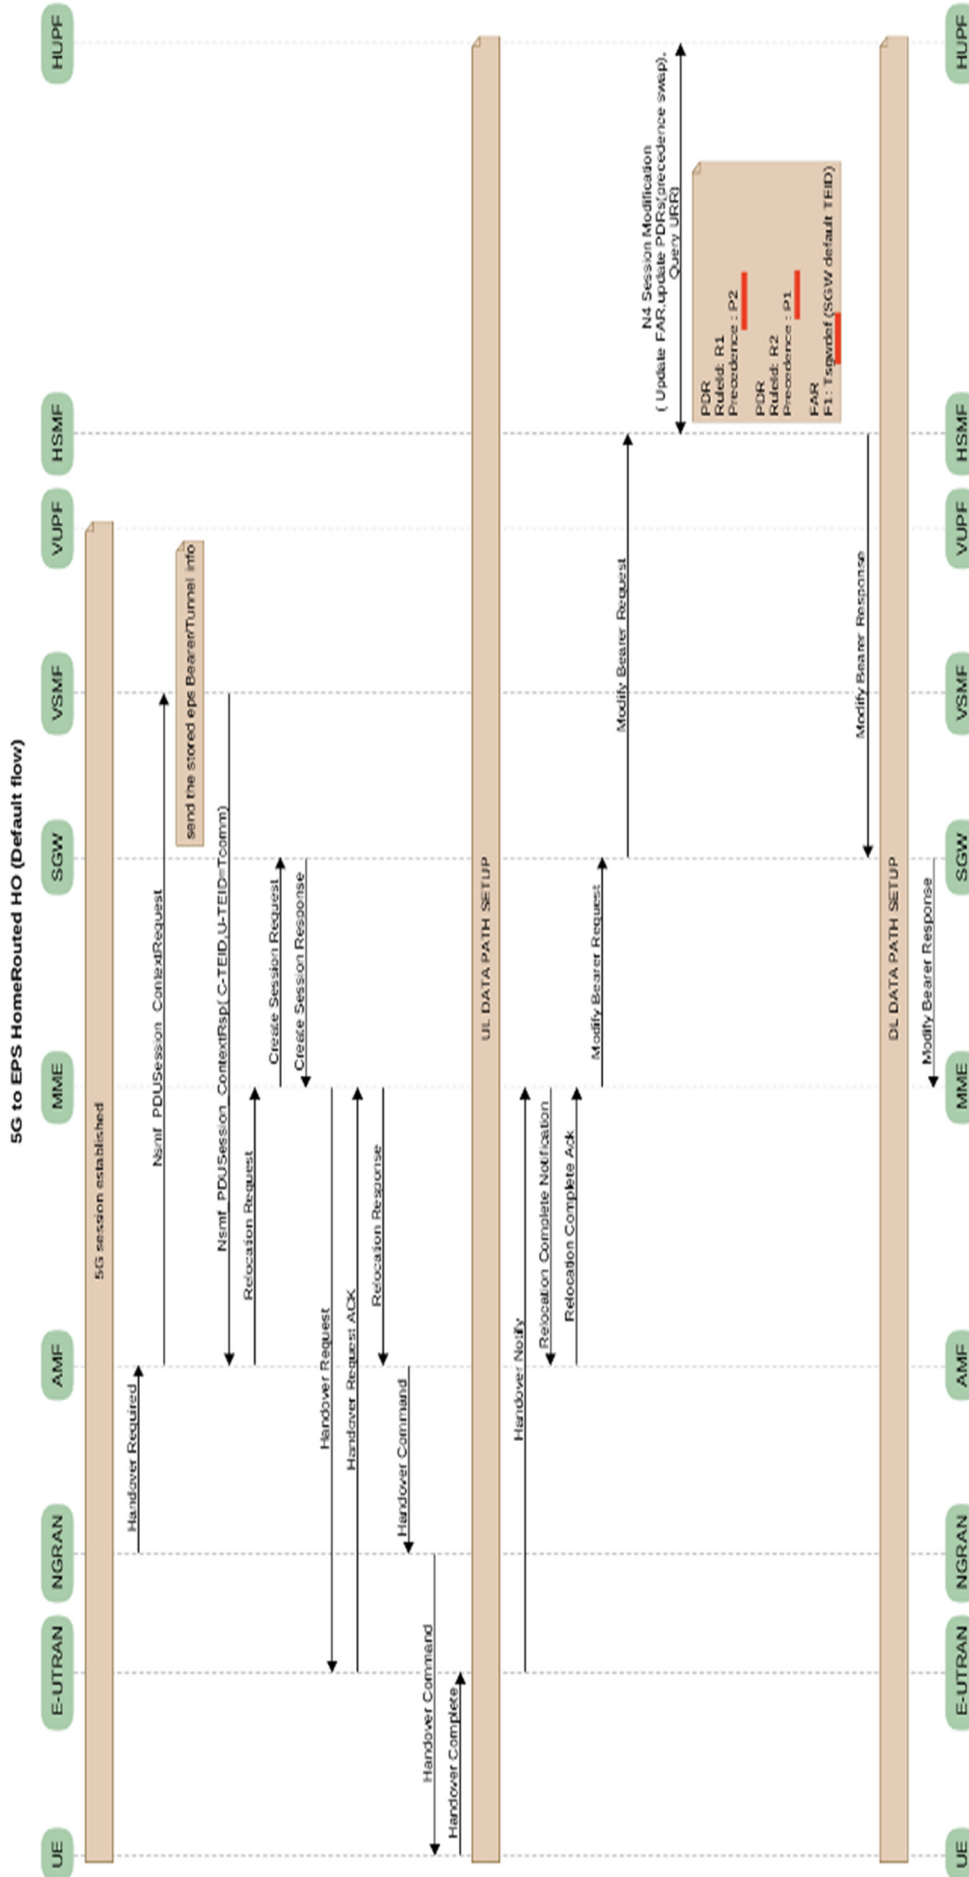 5G to EPS HomeRouted HO (Default flow)
UE
E-UTRAN
NGRAN
AMF
MME
SGW
VSMF
VUPF
HSMF
HUPF
5G session established
Handover Required
Nsmf_PDUSession_ContextRequest
send the stored eps Bearer/Tunnel info
Nsmf_PDUSession_ContextRsp( C-TEID,U-TEID=Tcomm)
Relocation Request
Create Session Request
Create Session Response
Handover Request
Handover Request ACK
Relocation Response
Handover Command
Handover Command
Handover Complete
UL DATA PATH SETUP
Handover Notify
Relocation Complete Notification
Relocation Complete Ack
Modify Bearer Request
Modify Bearer Request
N4 Session Modification
( Update FAR,update PDRs(precedence swap),
Query URR)
PDR
RuleId: R1
Precedence : P2
PDR
RuleId: R2
Precedence : P1
FAR
F1 : Tsgwdef (SGW default TEID)
Modify Bearer Response
DL DATA PATH SETUP
Modify Bearer Response
UE
E-UTRAN
NGRAN
AMF
MME
SGW
VSMF
VUPF
HSMF
HUPF